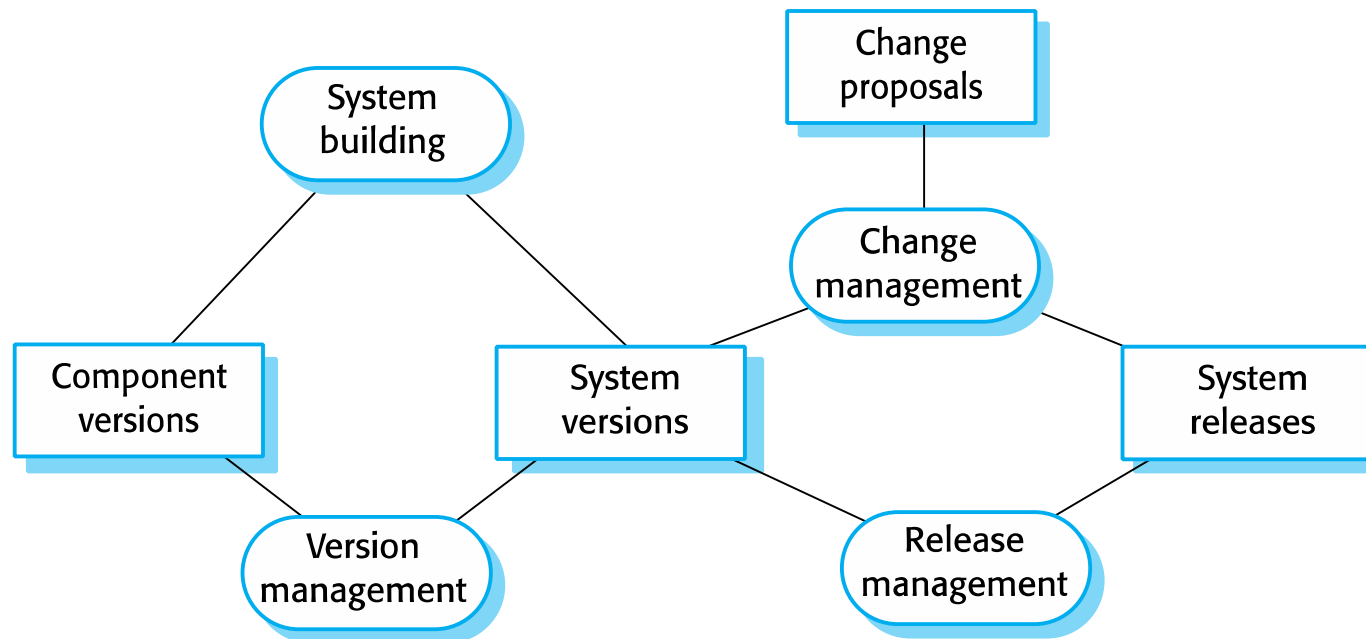 Change
proposals
System
building
Change
management
Component
versions
System
versions
System
releases
Version
management
Release
management